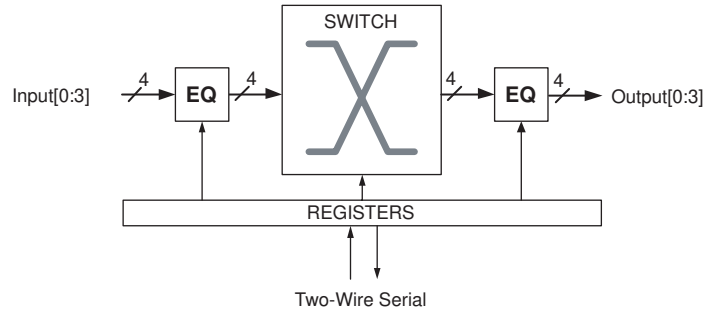 SWITCH
4
4
4
4
Input[0:3]
EQ
EQ
Output[0:3]
REGISTERS
Two-Wire Serial